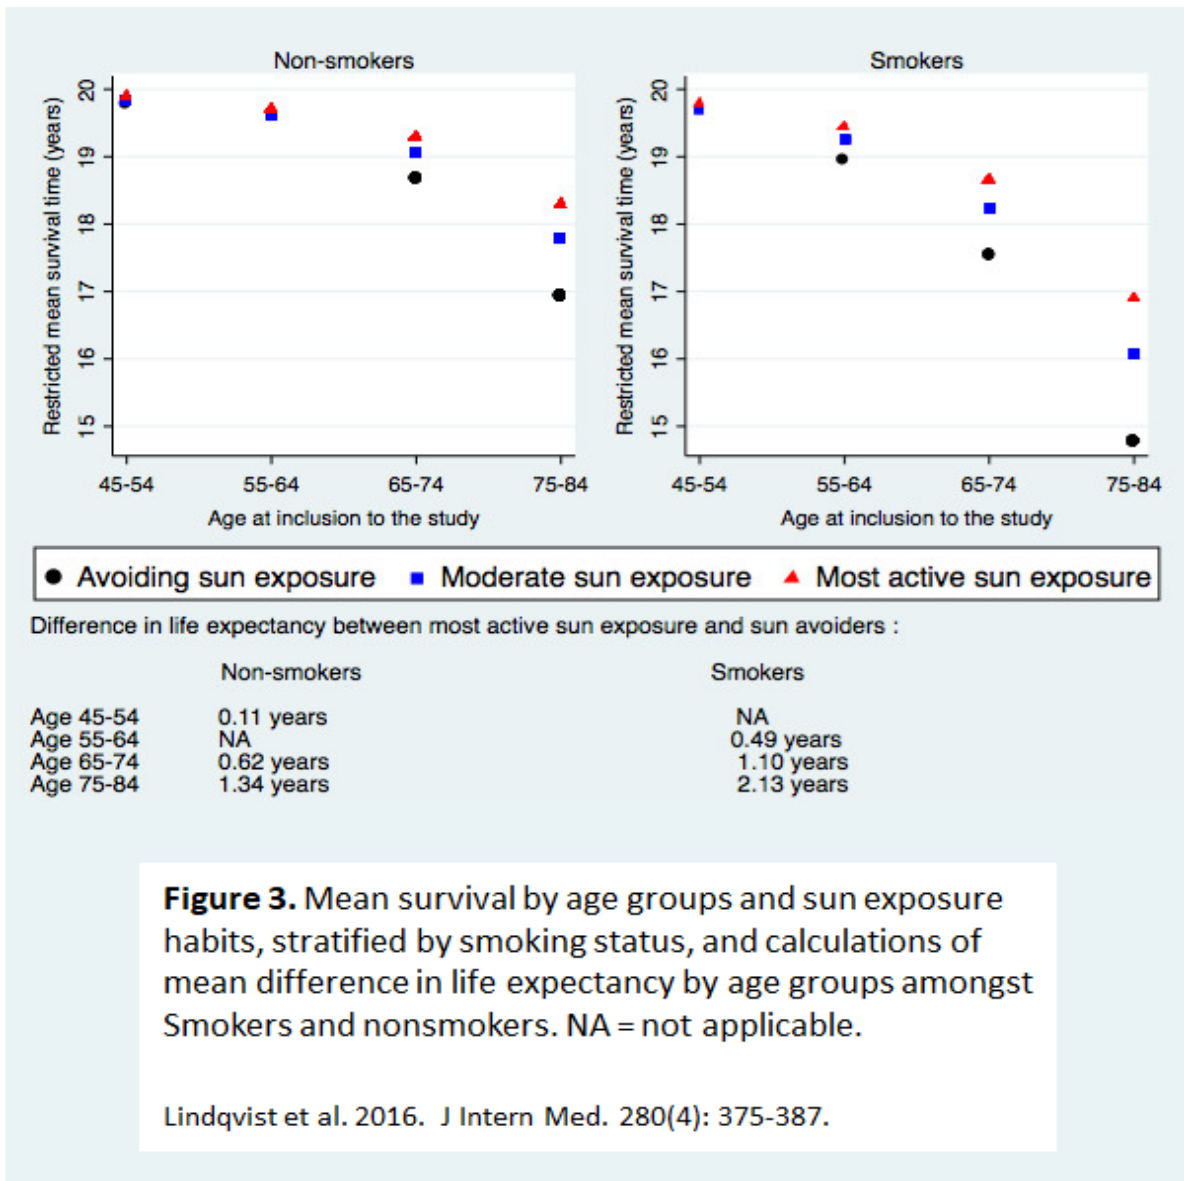 Non-smokers
Smokers
Restricted mean survival time (years)
20
19
18
17
16
15
45-54
55-64
65-74
75-84
Age at inclusion to the study
Restricted mean survival time (years)
20
19
18
17
16
15
45-54
55-64
65-74
75-84
Age at inclusion to the study
Avoiding sun exposure Moderate sun exposure Most active sun exposure
Difference in life expectancy between most active sun exposure and sun avoiders :
Non-smokers Smokers
Age 45-54 0.11 years NA
Age 55-64 NA 0.49 years
Age 65-74 0.62 years 1.10 years
Age 75-84 1.34 years 2.13 years
Figure 3. Mean survival by age groups and sun exposure
habits, stratified by smoking status, and calculations of
mean difference in life expectancy by age groups amongst
Smokers and nonsmokers. NA = not applicable.
Lindqvist et al. 2016. J Intern Med. 280(4): 375-387.